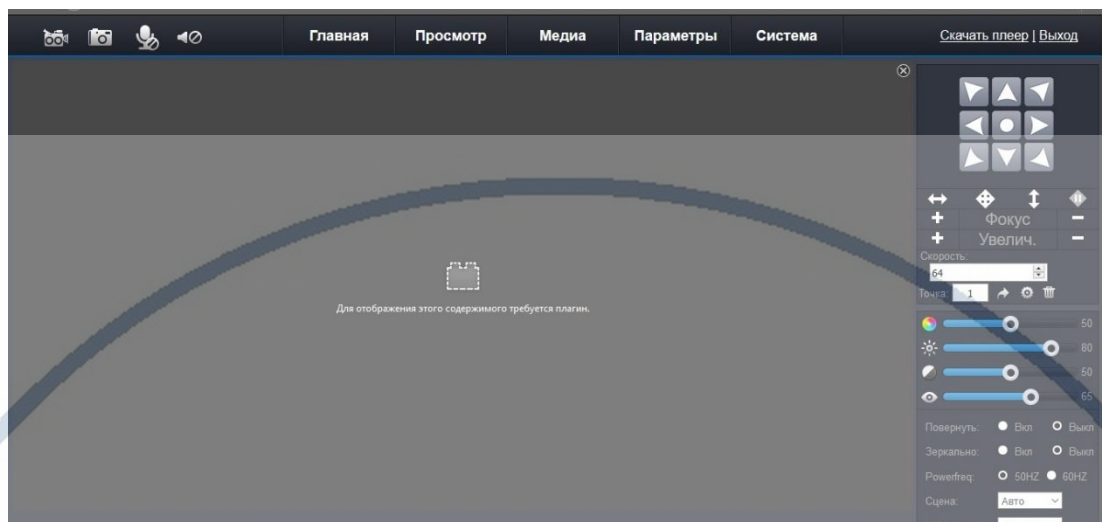 Главная Просмотр Медиа Параметры Система Скачать плеер | Выход
Фокус
Увелич.
Скорость:
64
Точка: 1
Для отображения этого содержимого требуется плагин.
50
80
50
65
Повернуть: Вкл Выкл
Зеркально: Вкл Выкл
Powerfreq: 50HZ 60HZ
Сцена: Авто